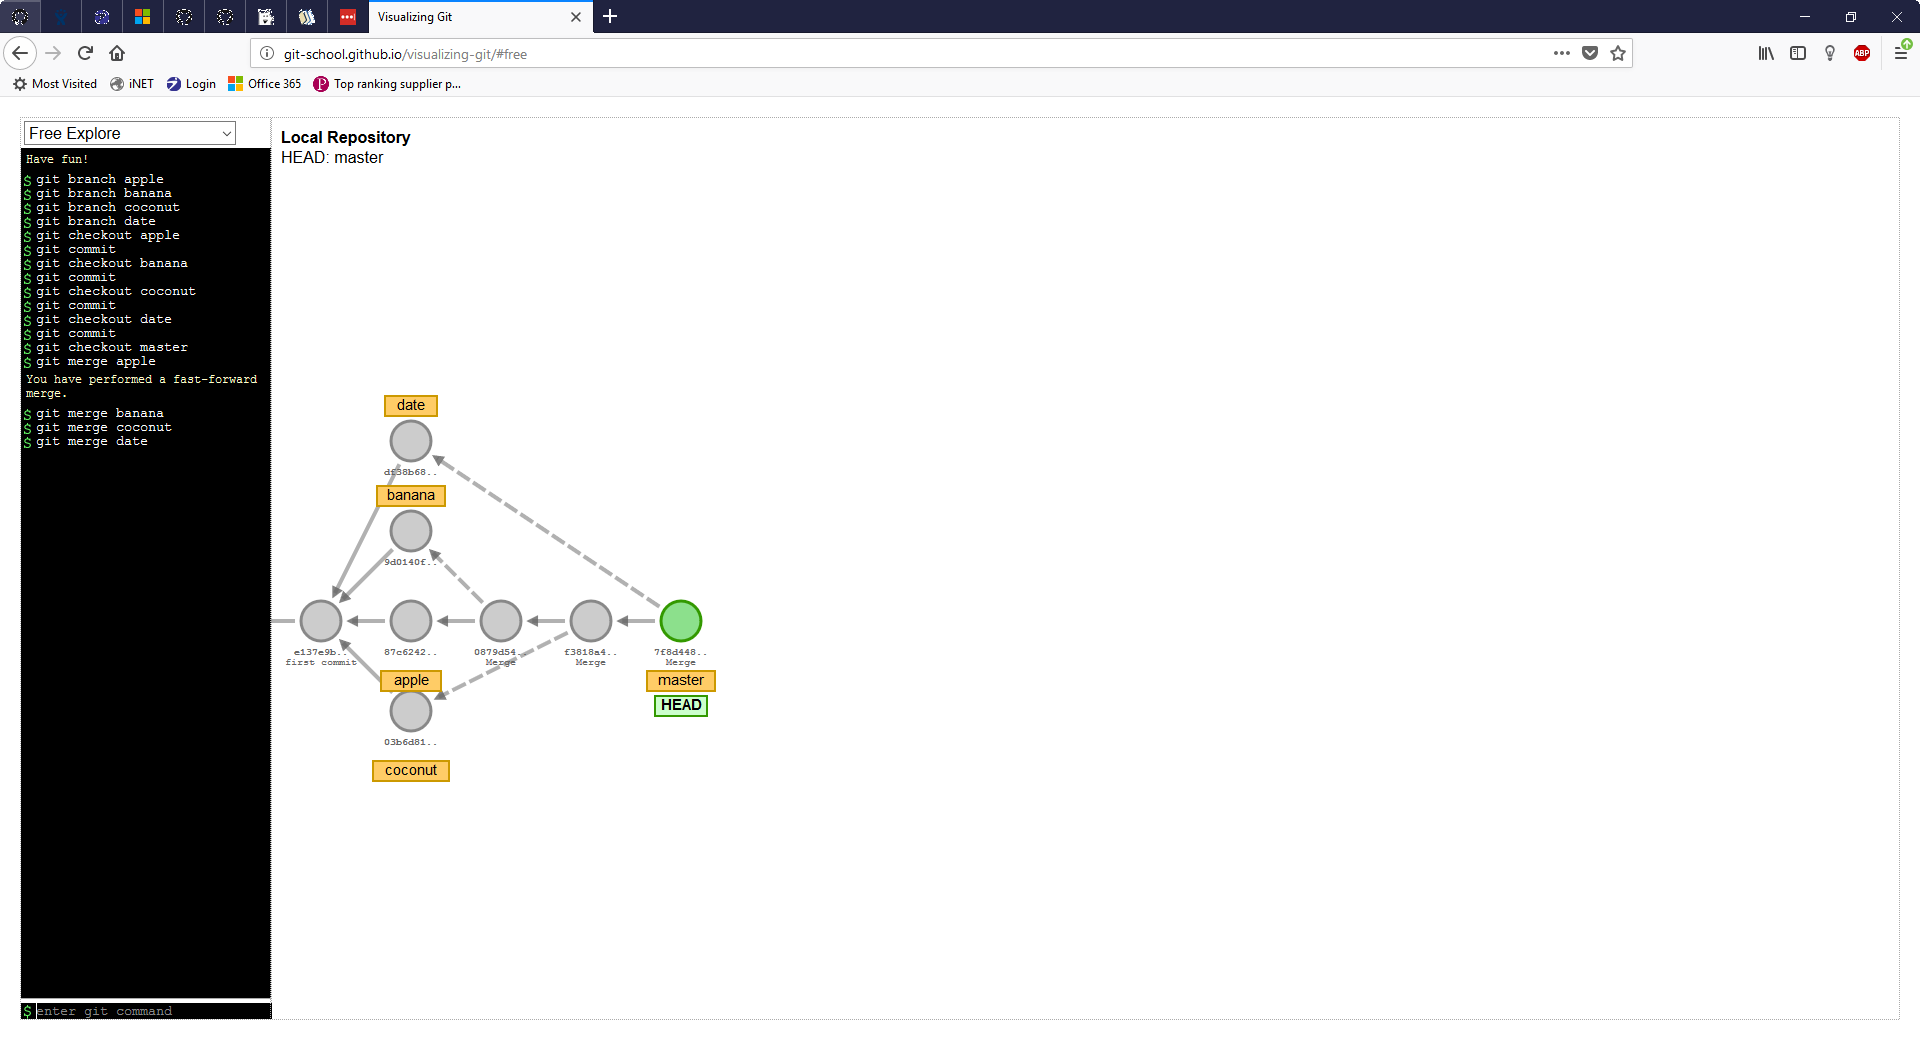 Visualizing Git
git-school.github.io/visualizing-git/#free
Most Visited
iNET
Login
Office 365
Top ranking supplier p...
ABP
Free Explore
Have fun!
$ git branch apple
$ git branch banana
$ git branch coconut
$ git branch date
$ git checkout apple
$ git commit
$ git checkout banana
$ git commit
$ git checkout coconut
$ git commit
$ git checkout date
$ git commit
$ git checkout master
$ git merge apple
You have performed a fast-forward
merge.
$ git merge banana
$ git merge coconut
$ git merge date
$ enter git command
Local Repository
HEAD: master
date
df38b68..
banana
9d0140f..
e137e9b..
first commit
87c6242..
apple
0879d54..
Merge
f3818a4..
Merge
7f8d448..
Merge
master
HEAD
03b6d81..
coconut